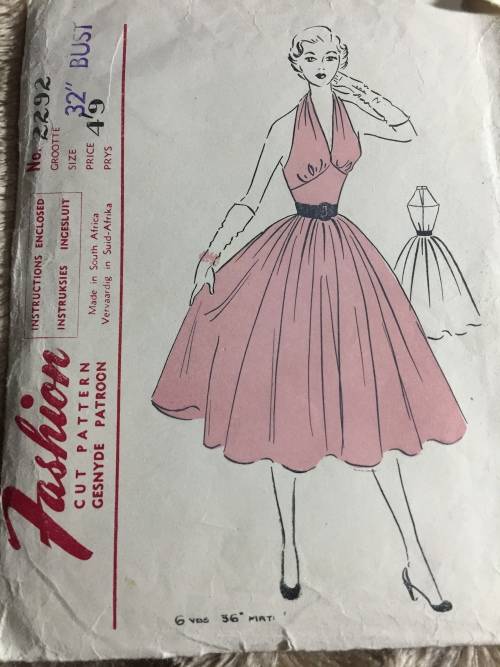 No. 2292
GROOTTE
SIZE 32" BUST
PRICE 4/9
PRYS
INSTRUCTIONS ENCLOSED
INSTRUKSIES INGESLUIT
Made in South Africa
Vervaardig in Suid-Afrika
Fashion
CUT PATTERN
GESNYDE PATROON
6 YDS 36" MATL